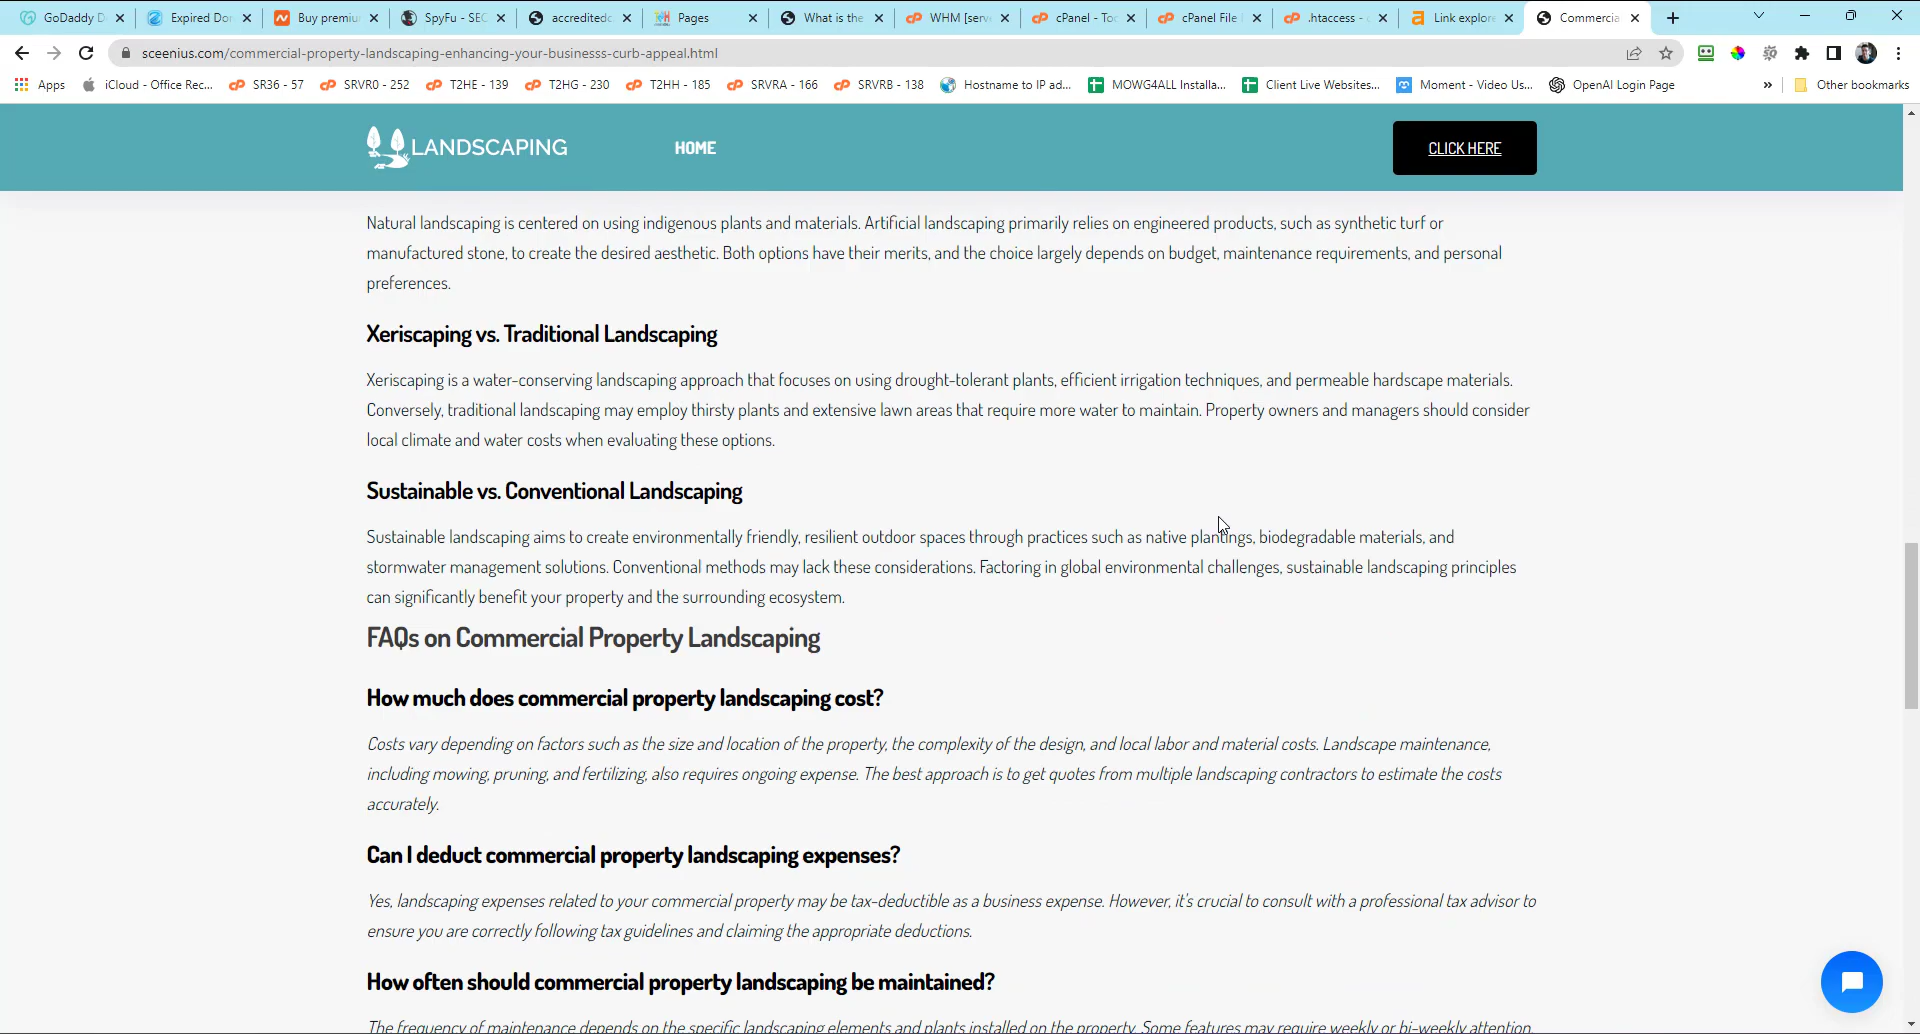 GoDaddy D
Expired Dor
Buy premiu
SpyFu - SEO
accreditedc
Pages
What is the
WHM [serv
cPanel - Too
cPanel File
.htaccess - c
Link explore
Commercia
sceenius.com/commercial-property-landscaping-enhancing-your-businesss-curb-appeal.html
Apps
iCloud - Office Rec...
SR36 - 57
SRVR0 - 252
T2HE - 139
T2HG - 230
T2HH - 185
SRVRA - 166
SRVRB - 138
Hostname to IP ad...
MOWG4ALL Installa...
Client Live Websites...
Moment - Video Us...
OpenAI Login Page
»
Other bookmarks
LANDSCAPING
HOME
CLICK HERE
Natural landscaping is centered on using indigenous plants and materials. Artificial landscaping primarily relies on engineered products, such as synthetic turf or
manufactured stone, to create the desired aesthetic. Both options have their merits, and the choice largely depends on budget, maintenance requirements, and personal
preferences.
Xeriscaping vs. Traditional Landscaping
Xeriscaping is a water-conserving landscaping approach that focuses on using drought-tolerant plants, efficient irrigation techniques, and permeable hardscape materials.
Conversely, traditional landscaping may employ thirsty plants and extensive lawn areas that require more water to maintain. Property owners and managers should consider
local climate and water costs when evaluating these options.
Sustainable vs. Conventional Landscaping
Sustainable landscaping aims to create environmentally friendly, resilient outdoor spaces through practices such as native plantings, biodegradable materials, and
stormwater management solutions. Conventional methods may lack these considerations. Factoring in global environmental challenges, sustainable landscaping principles
can significantly benefit your property and the surrounding ecosystem.
FAQs on Commercial Property Landscaping
How much does commercial property landscaping cost?
Costs vary depending on factors such as the size and location of the property, the complexity of the design, and local labor and material costs. Landscape maintenance,
including mowing, pruning, and fertilizing, also requires ongoing expense. The best approach is to get quotes from multiple landscaping contractors to estimate the costs
accurately.
Can I deduct commercial property landscaping expenses?
Yes, landscaping expenses related to your commercial property may be tax-deductible as a business expense. However, it's crucial to consult with a professional tax advisor to
ensure you are correctly following tax guidelines and claiming the appropriate deductions.
How often should commercial property landscaping be maintained?
The frequency of maintenance depends on the specific landscaping elements and plants installed on the property. Some features may require weekly or bi-weekly attention,